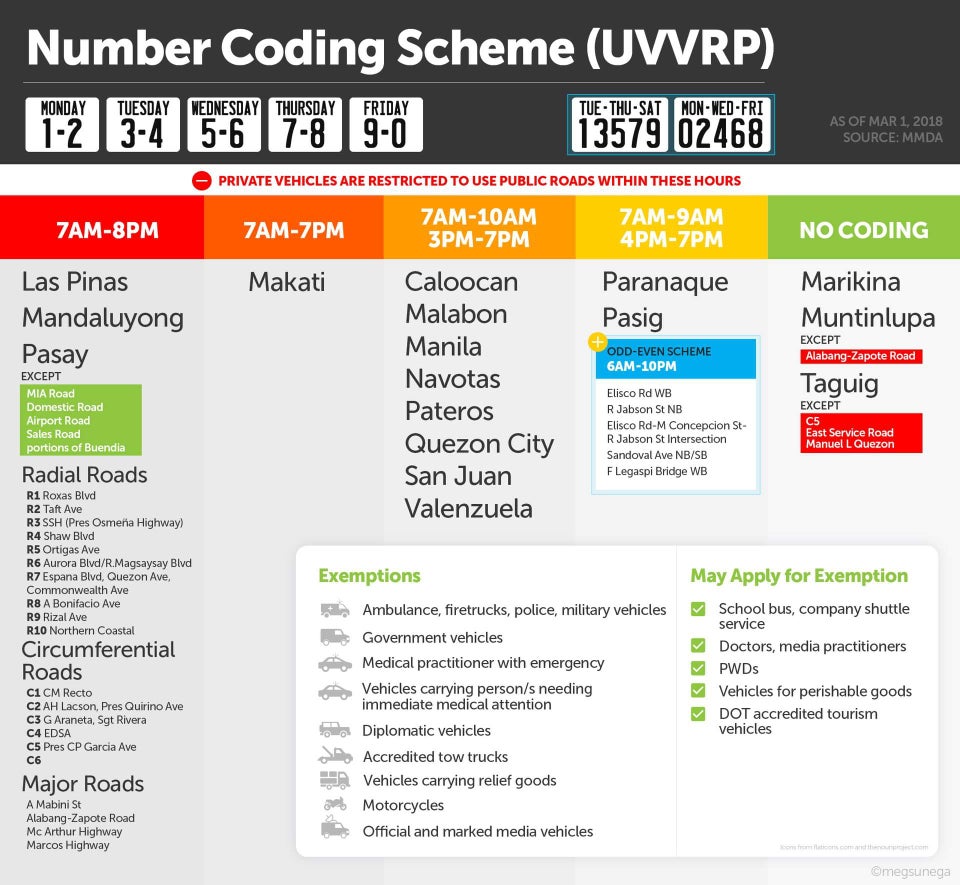 Number Coding Scheme (UVVRP)
MONDAY
1-2
TUESDAY
3-4
WEDNESDAY
5-6
THURSDAY
7-8
FRIDAY
9-0
TUE-THU-SAT
13579
MON-WED-FRI
02468
AS OF MAR 1, 2018
SOURCE: MMDA
PRIVATE VEHICLES ARE RESTRICTED TO USE PUBLIC ROADS WITHIN THESE HOURS
7AM-8PM
Las Pinas
Mandaluyong
Pasay
EXCEPT
MIA Road
Domestic Road
Airport Road
Sales Road
portions of Buendia
Radial Roads
R1 Roxas Blvd
R2 Taft Ave
R3 SSH (Pres Osmeña Highway)
R4 Shaw Blvd
R5 Ortigas Ave
R6 Aurora Blvd/R.Magsaysay Blvd
R7 Espana Blvd, Quezon Ave,
Commonwealth Ave
R8 A Bonifacio Ave
R9 Rizal Ave
R10 Northern Coastal
Circumferential
Roads
C1 CM Recto
C2 AH Lacson, Pres Quirino Ave
C3 G Araneta, Sgt Rivera
C4 EDSA
C5 Pres CP Garcia Ave
C6
Major Roads
A Mabini St
Alabang-Zapote Road
Mc Arthur Highway
Marcos Highway
7AM-7PM
Makati
7AM-10AM
3PM-7PM
Caloocan
Malabon
Manila
Navotas
Pateros
Quezon City
San Juan
Valenzuela
7AM-9AM
4PM-7PM
Paranaque
Pasig
ODD-EVEN SCHEME
6AM-10PM
Elisco Rd WB
R Jabson St NB
Elisco Rd-M Concepcion St-
R Jabson St Intersection
Sandoval Ave NB/SB
F Legaspi Bridge WB
NO CODING
Marikina
Muntinlupa
EXCEPT
Alabang-Zapote Road
Taguig
EXCEPT
C5
East Service Road
Manuel L Quezon
Exemptions
Ambulance, firetrucks, police, military vehicles
Government vehicles
Medical practitioner with emergency
Vehicles carrying person/s needing
immediate medical attention
Diplomatic vehicles
Accredited tow trucks
Vehicles carrying relief goods
Motorcycles
Official and marked media vehicles
May Apply for Exemption
School bus, company shuttle
service
Doctors, media practitioners
PWDs
Vehicles for perishable goods
DOT accredited tourism
vehicles
Icons from flaticons.com and thenounproject.com
©megsunega